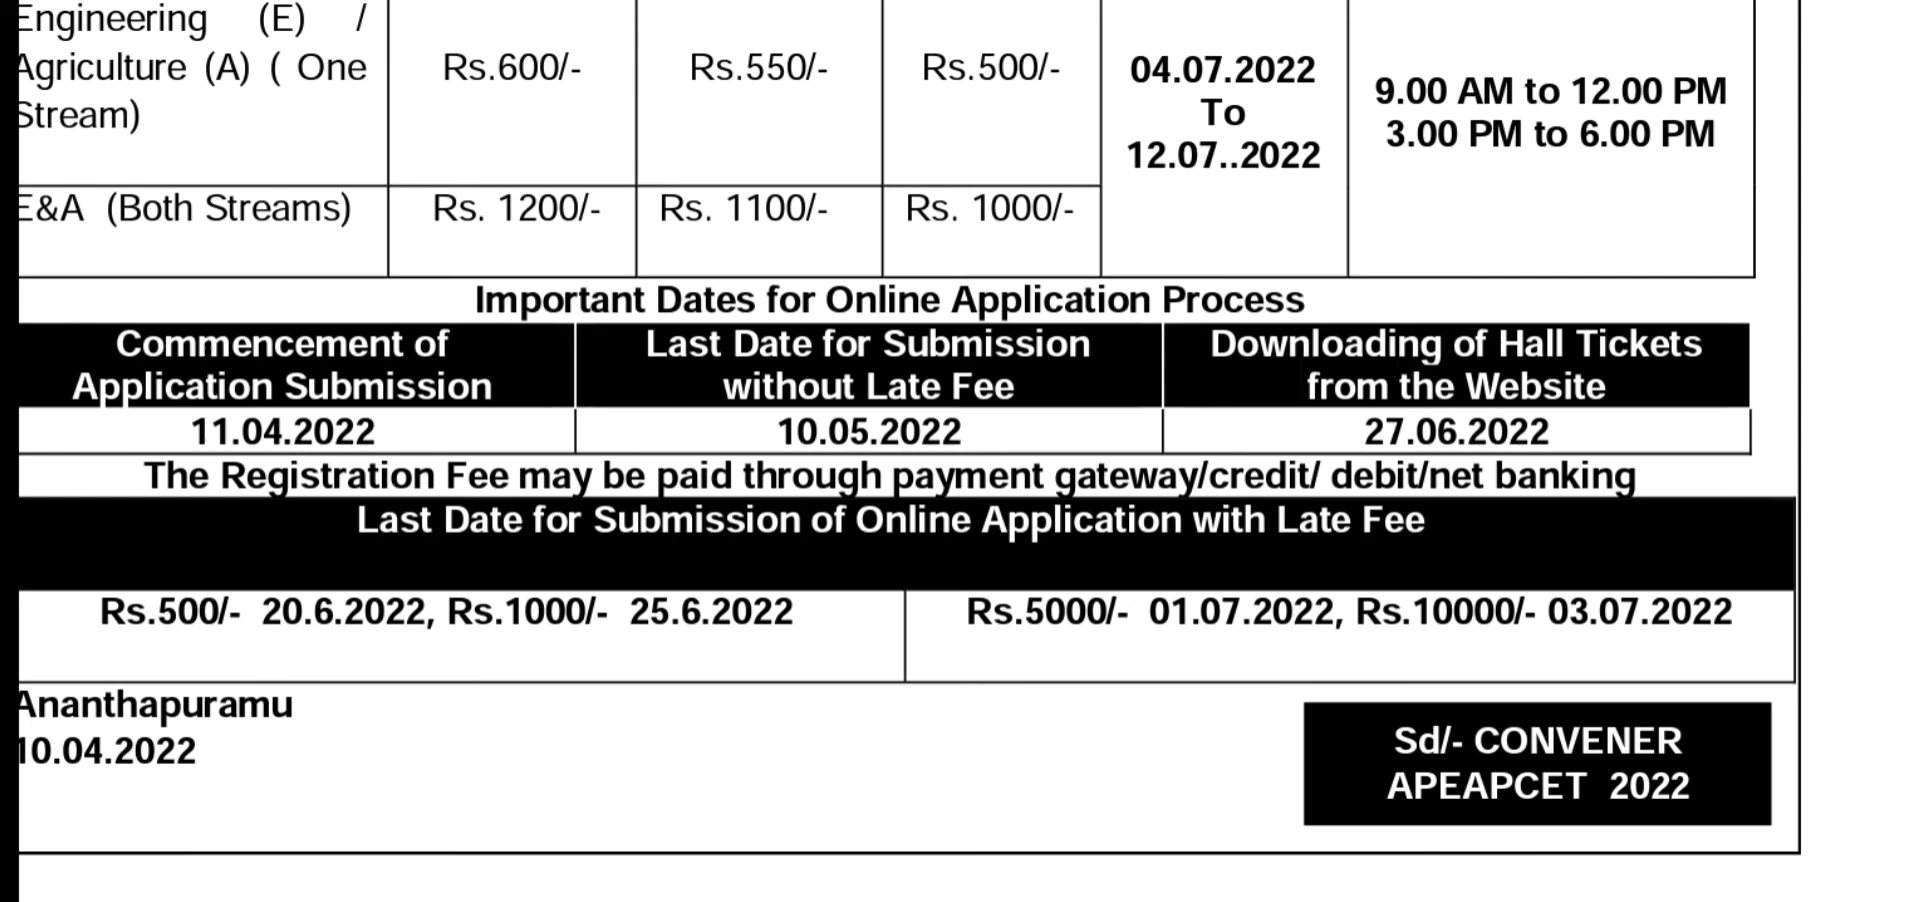 Engineering (E) /
Agriculture (A) ( One
Stream)
Rs.600/-
Rs.550/-
Rs.500/-
04.07.2022
To
12.07..2022
9.00 AM to 12.00 PM
3.00 PM to 6.00 PM
E&A (Both Streams)
Rs. 1200/-
Rs. 1100/-
Rs. 1000/-
Important Dates for Online Application Process
Commencement of
Application Submission
Last Date for Submission
without Late Fee
Downloading of Hall Tickets
from the Website
11.04.2022
10.05.2022
27.06.2022
The Registration Fee may be paid through payment gateway/credit/ debit/net banking
Last Date for Submission of Online Application with Late Fee
Rs.500/- 20.6.2022, Rs.1000/- 25.6.2022
Rs.5000/- 01.07.2022, Rs.10000/- 03.07.2022
Ananthapuramu
10.04.2022
Sd/- CONVENER
APEAPCET 2022